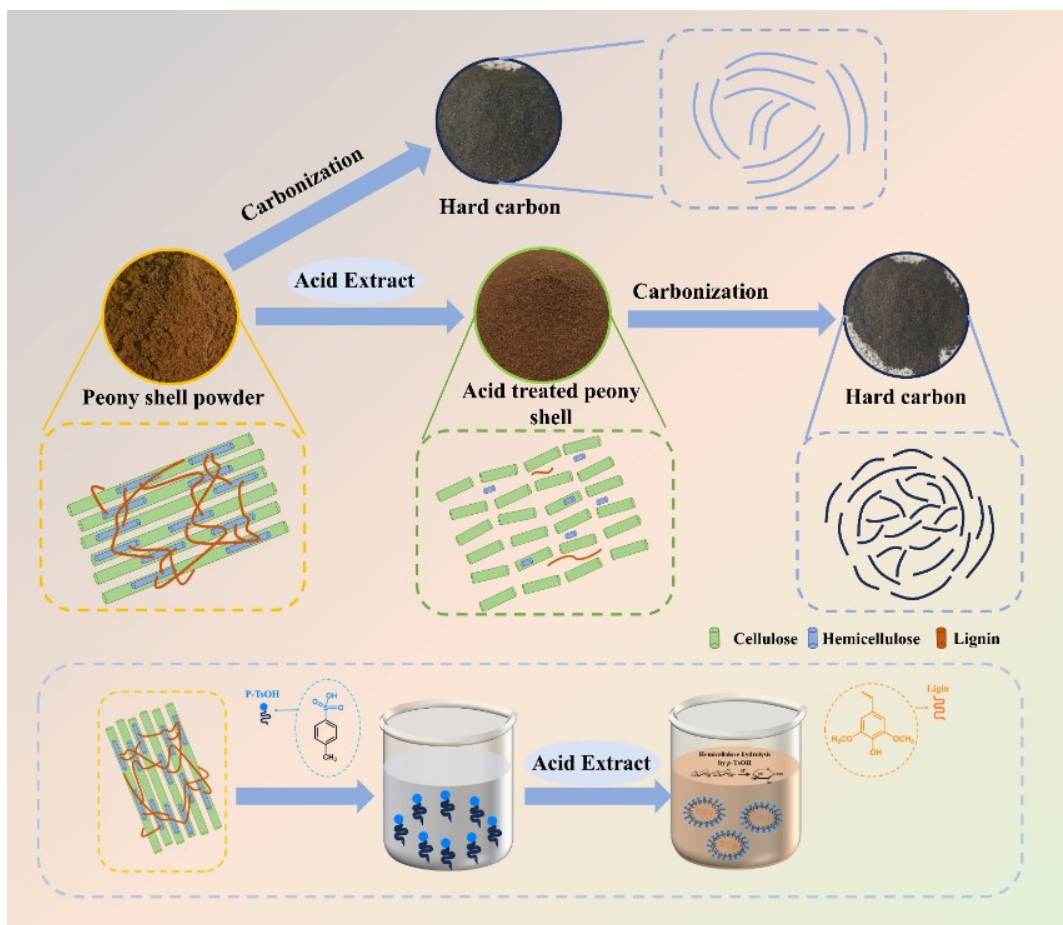 Carbonization
Hard carbon
Acid Extract
Carbonization
Peony shell powder
Acid treated peony
shell
Hard carbon
Cellulose
Hemicellulose
Lignin
P-TsOH
OH
O
S
O
CH₃
Acid Extract
Hemicellulose hydrolysis
by p-TsOH
H₃CO
OCH₃
OH
Ligin